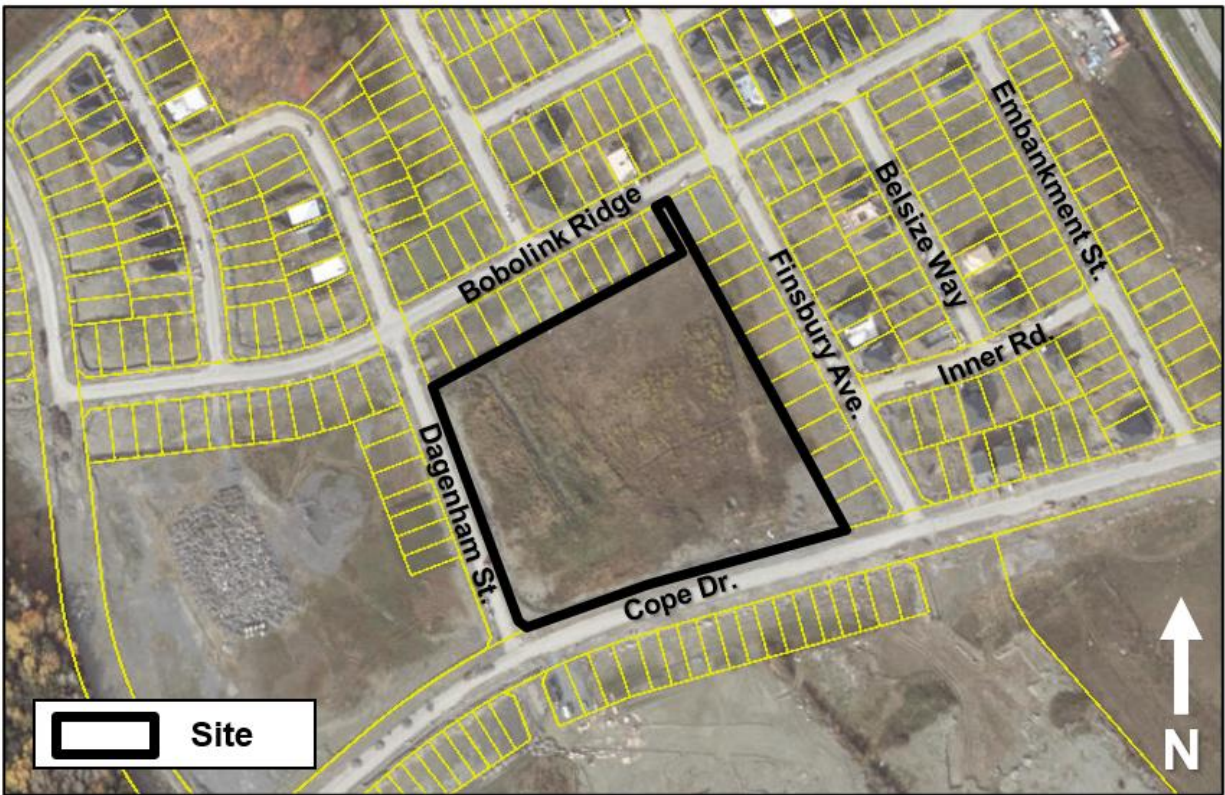 Embankment St.
Belsize Way
Bobolink Ridge
Finsbury Ave.
Inner Rd.
Dagenham St.
Cope Dr.
Site
N